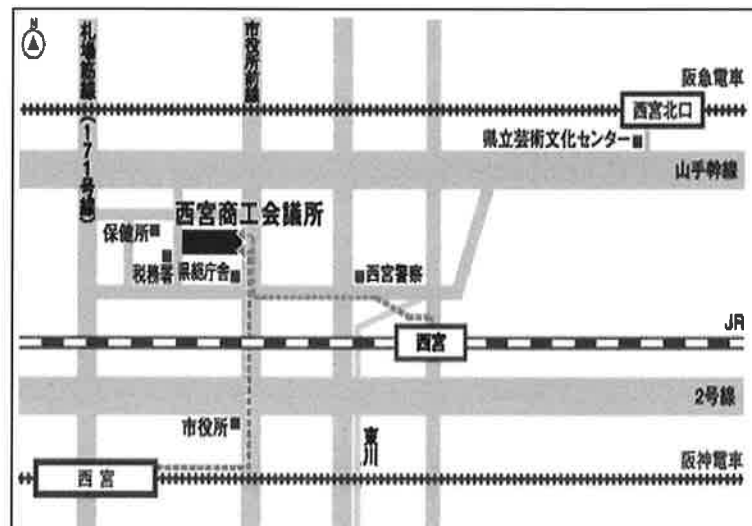 N
札場筋線(171号線)
市役所前線
阪急電車
西宮北口
県立芸術文化センター
山手幹線
西宮商工会議所
保健所
税務署
県総庁舎
西宮警察
JR
西宮
2号線
市役所
東川
阪神電車
西宮